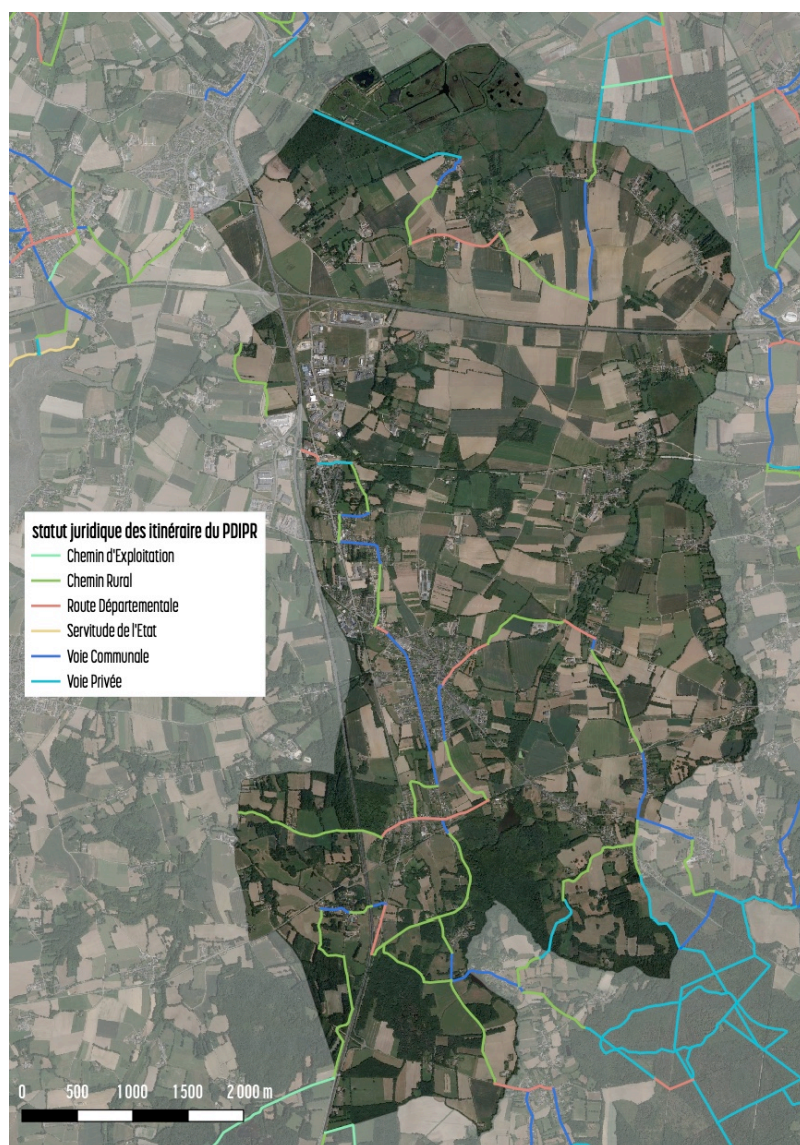 statut juridique des itinéraire du PDIPR
Chemin d'Exploitation
Chemin Rural
Route Départementale
Servitude de l'Etat
Voie Communale
Voie Privée
0 500 1000 1500 2 000 m